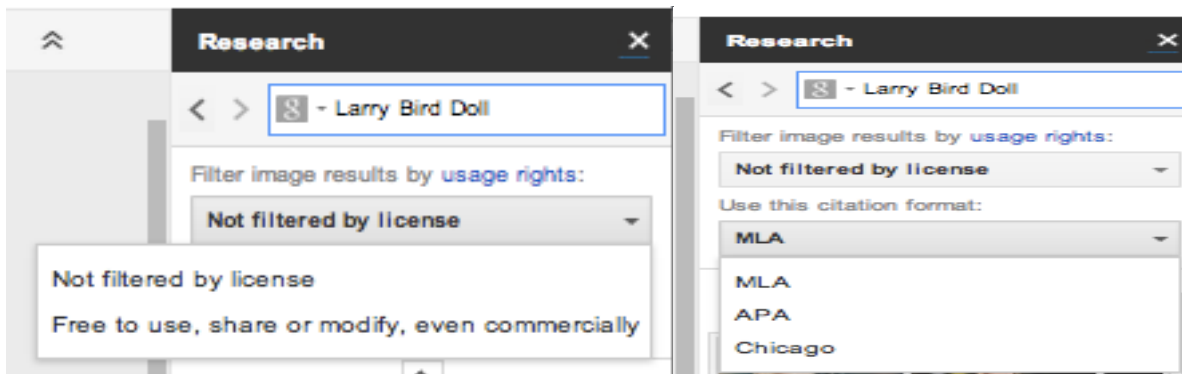 Research
Larry Bird Doll
Filter image results by usage rights:
Not filtered by license
Not filtered by license
Free to use, share or modify, even commercially
Research
Larry Bird Doll
Filter image results by usage rights:
Not filtered by license
Use this citation format:
MLA
MLA
APA
Chicago